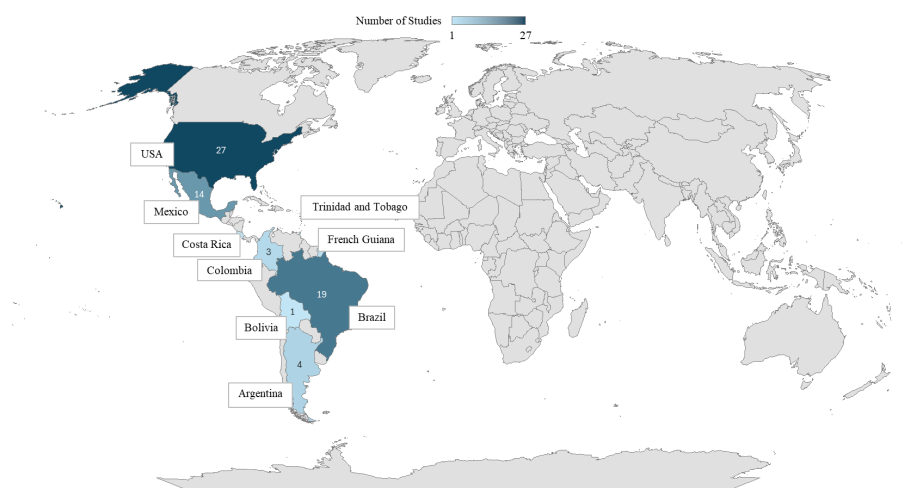 Number of Studies
1 27
USA
27
Mexico
14
Trinidad and Tobago
Costa Rica
French Guiana
3
Colombia
19
Bolivia
1
Brazil
4
Argentina